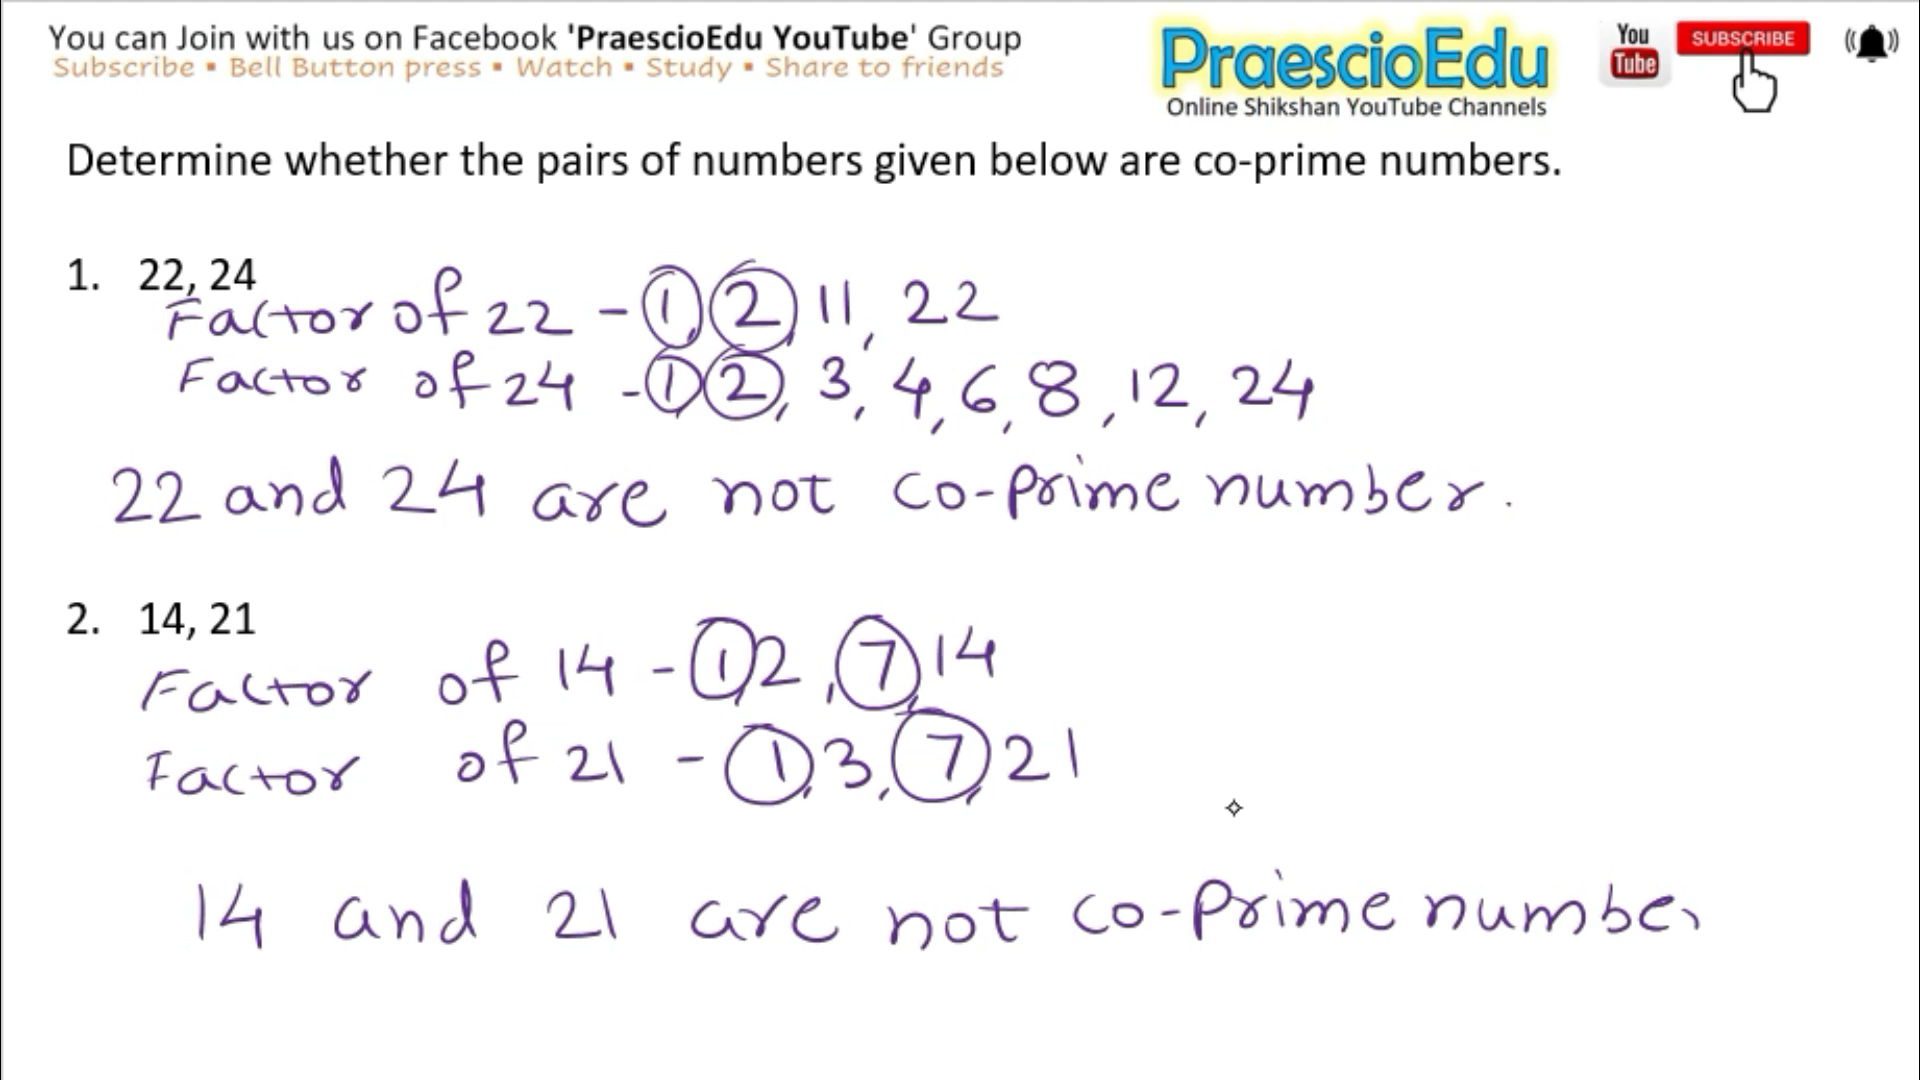 You can Join with us on Facebook 'PraescioEdu YouTube' Group
Subscribe ▪ Bell Button press ▪ Watch ▪ Study ▪ Share to friends
PraescioEdu
Online Shikshan YouTube Channels
You
Tube
SUBSCRIBE
Determine whether the pairs of numbers given below are co-prime numbers.
1. 22, 24
Factor of 22 - 1, 2, 11, 22
Factor of 24 - 1 2, 3, 4, 6, 8, 12, 24
22 and 24 are not co-prime number.
2. 14, 21
Factor of 14 - 1, 2, 7, 14
Factor of 21 - 1, 3, 7, 21
14 and 21 are not co-prime number